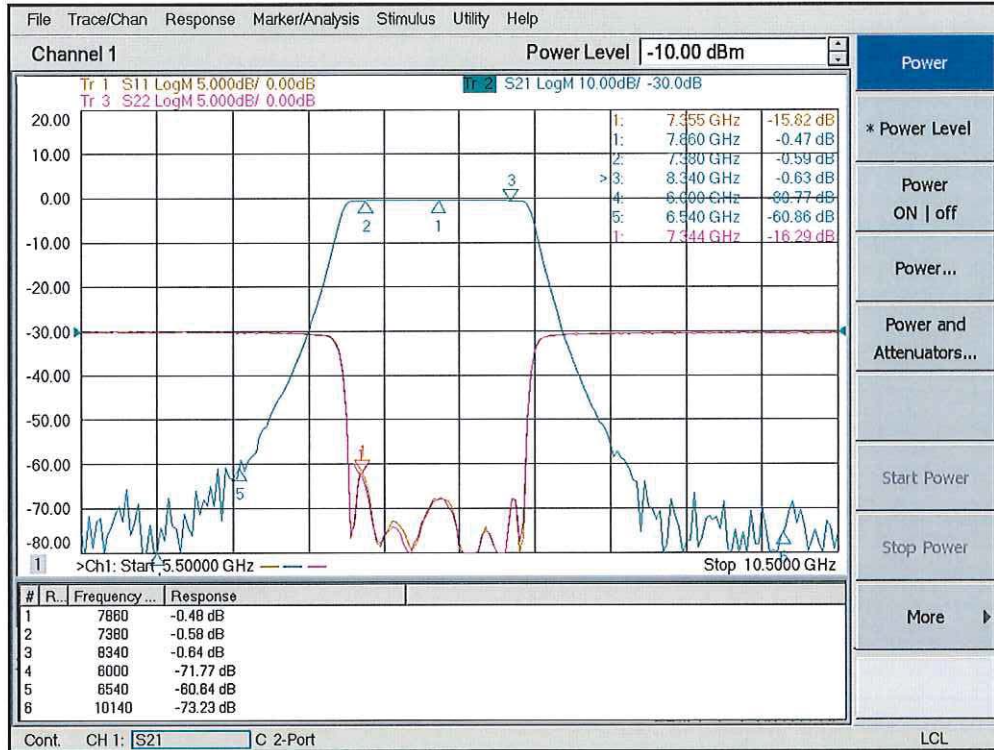 File Trace/Chan Response Marker/Analysis Stimulus Utility Help
Channel 1 Power Level -10.00 dBm
Tr 1 S11 LogM 5.000dB/ 0.00dB Tr 2 S21 LogM 10.00dB/ -30.0dB
Tr 3 S22 LogM 5.000dB/ 0.00dB
1: 7.355 GHz -15.82 dB
1: 7.860 GHz -0.47 dB
2: 7.380 GHz -0.59 dB
>3: 8.340 GHz -0.63 dB
4: 6.000 GHz -80.77 dB
5: 6.540 GHz -60.86 dB
1: 7.344 GHz -16.29 dB
20.00
10.00
0.00
-10.00
-20.00
-30.00
-40.00
-50.00
-60.00
-70.00
-80.00
3
2
1
1
5
1 >Ch1: Start 5.50000 GHz Stop 10.5000 GHz
# R... Frequency ... Response
1 7860 -0.48 dB
2 7380 -0.58 dB
3 8340 -0.64 dB
4 6000 -71.77 dB
5 6540 -60.64 dB
6 10140 -73.23 dB
Cont. CH 1: S21 C 2-Port LCL
Power
* Power Level
Power
ON | off
Power...
Power and
Attenuators...
Start Power
Stop Power
More